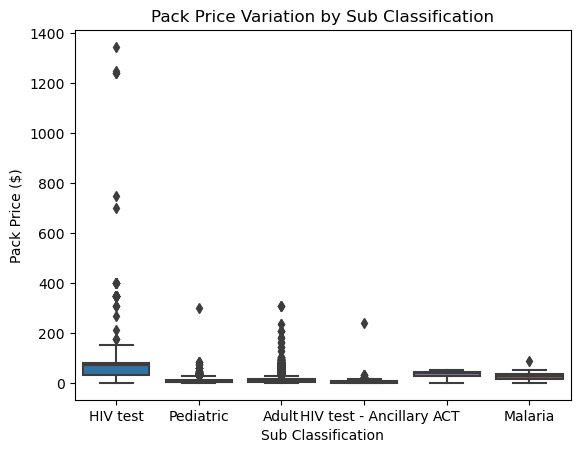 Pack Price Variation by Sub Classification
1400
1200
1000
800
600
400
200
0
Pack Price ($)
HIV test Pediatric Adult HIV test - Ancillary ACT Malaria
Sub Classification